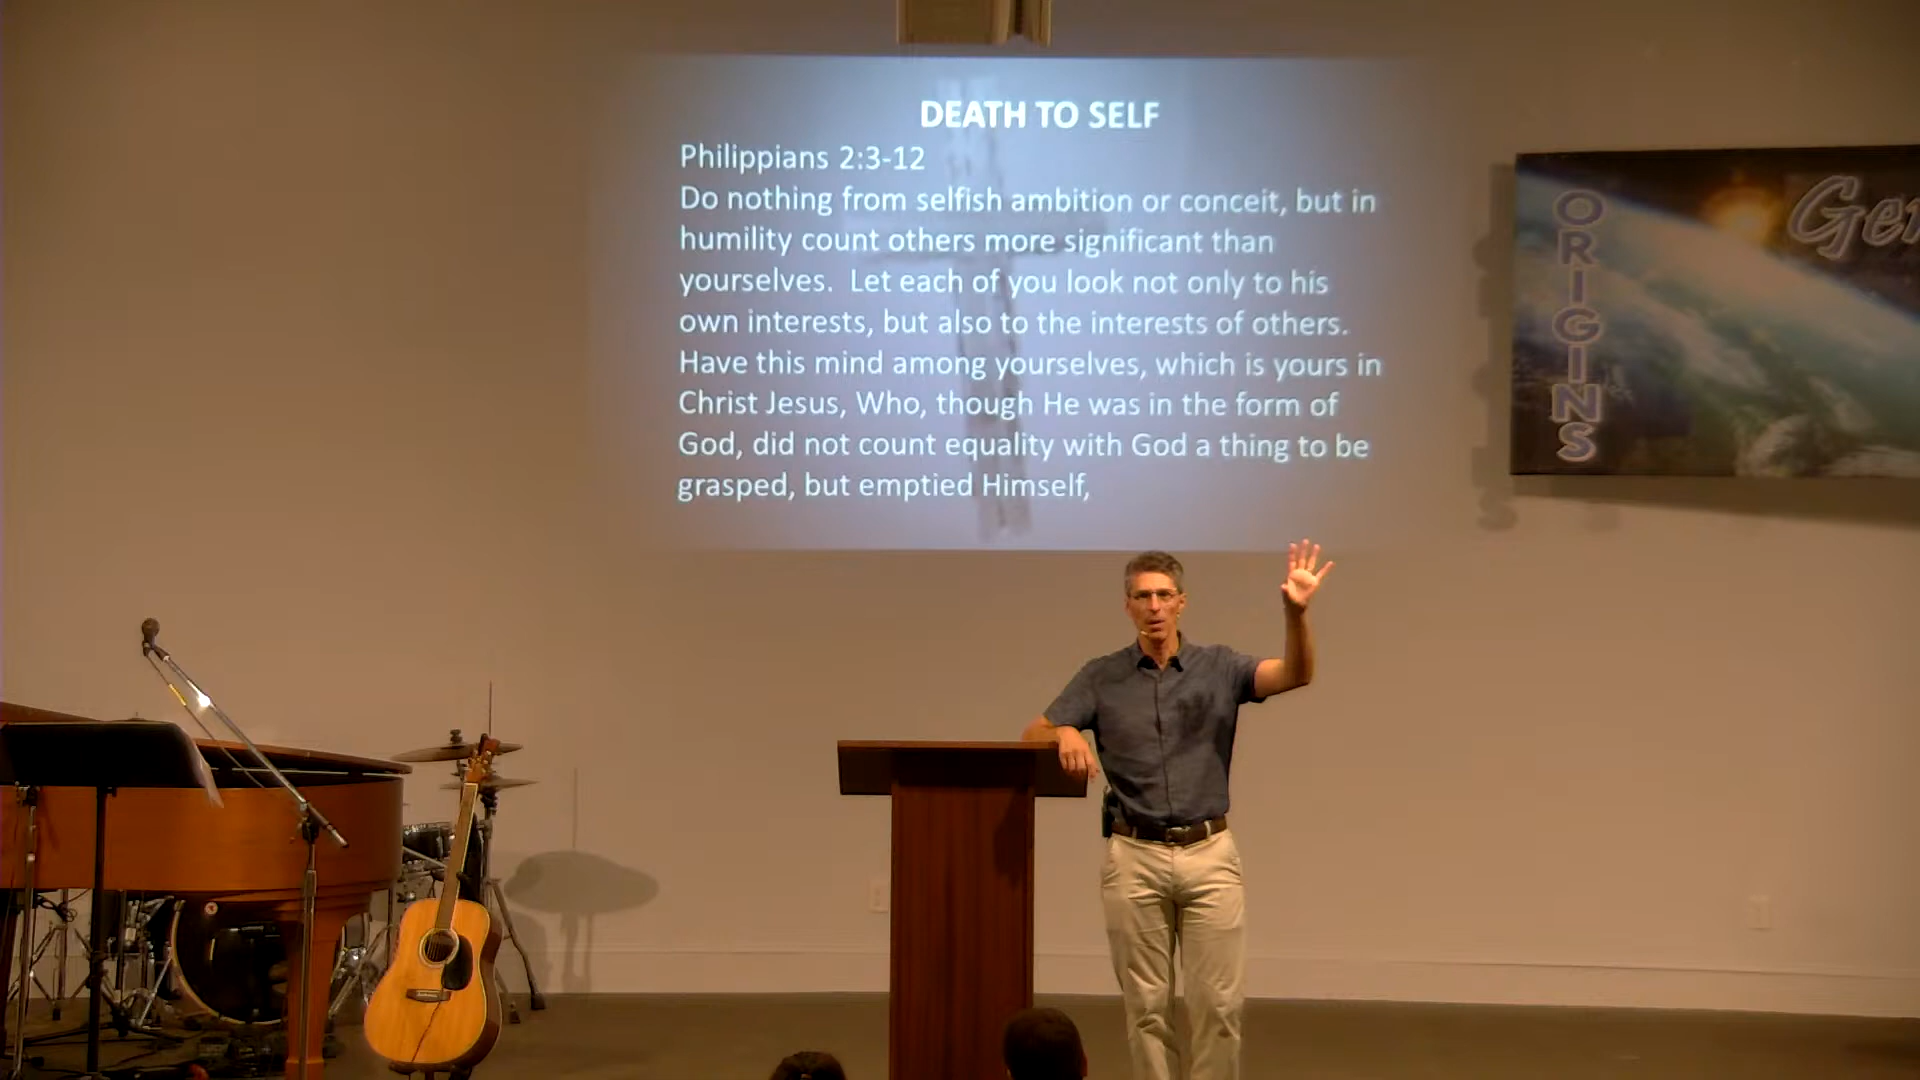 DEATH TO SELF
Philippians 2:3-12
Do nothing from selfish ambition or conceit, but in
humility count others more significant than
yourselves.  Let each of you look not only to his
own interests, but also to the interests of others.
Have this mind among yourselves, which is yours in
Christ Jesus, Who, though He was in the form of
God, did not count equality with God a thing to be
grasped, but emptied Himself,
ORIGINS